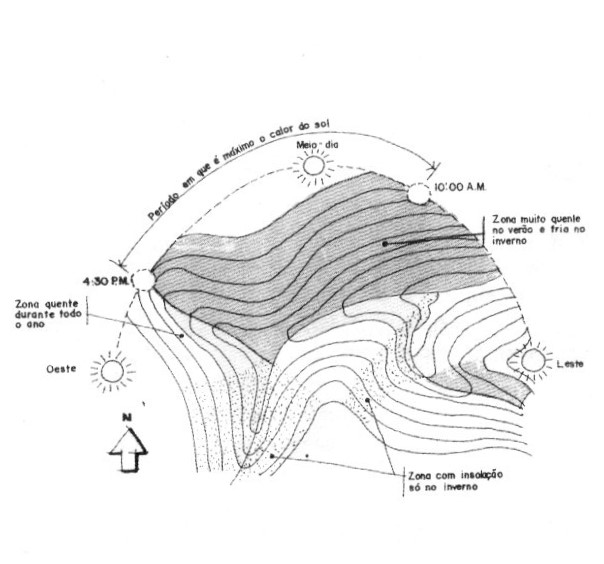 Período em que é máximo o calor do sol
Meio-dia
10:00 A.M.
Zona muito quente
no verão e fria no
inverno
4:30 P.M.
Zona quente
durante todo
o ano
Oeste
Leste
N
Zona com insolação
só no inverno